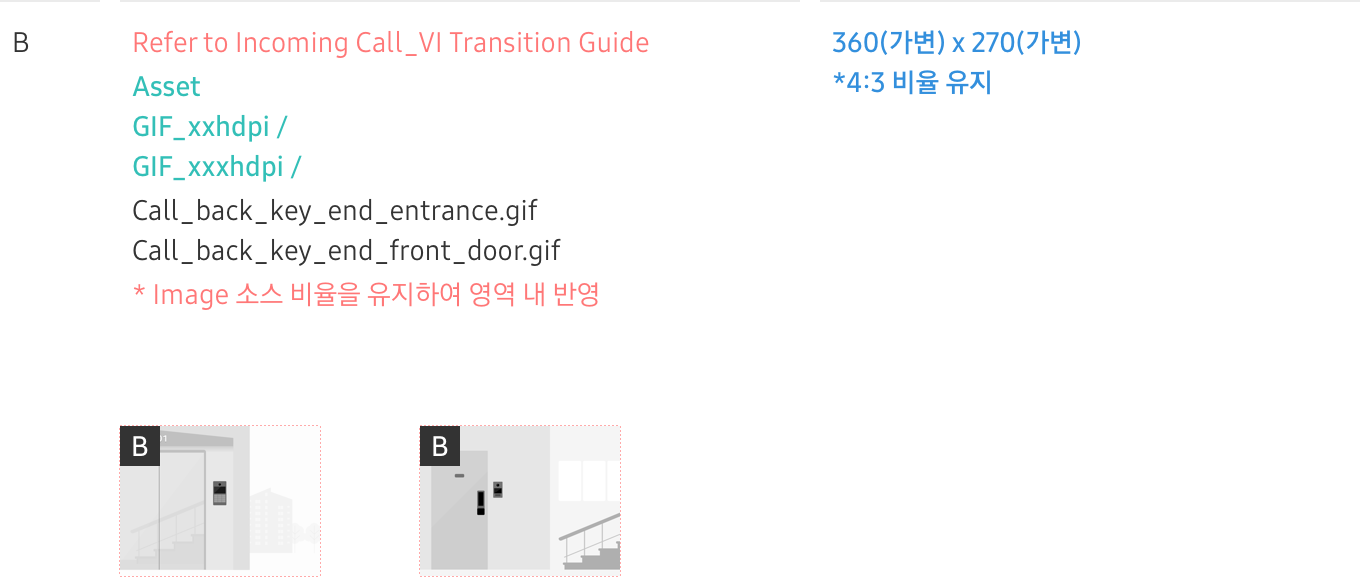 B
Refer to Incoming Call_VI Transition Guide
Asset
GIF_xxhdpi /
GIF_xxxhdpi /
Call_back_key_end_entrance.gif
Call_back_key_end_front_door.gif
* Image 소스 비율을 유지하여 영역 내 반영
360(가변) x 270(가변)
*4:3 비율 유지
B
B